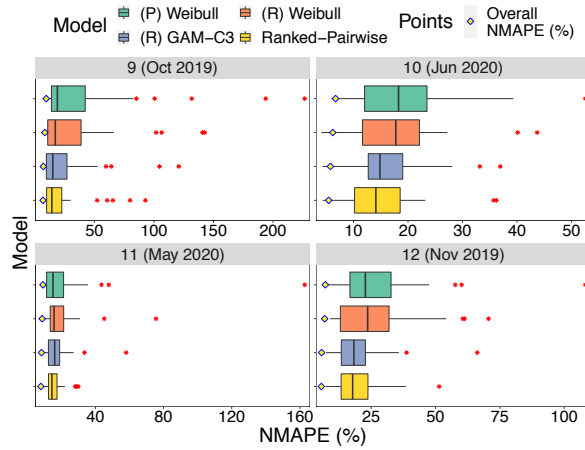 Model (P) Weibull (R) Weibull Points Overall NMAPE (%)
(R) GAM−C3 Ranked−Pairwise
9 (Oct 2019) 10 (Jun 2020)
50 100 150 200 10 20 30 40 50
Model
11 (May 2020) 12 (Nov 2019)
40 80 120 160 25 50 75 100
NMAPE (%)